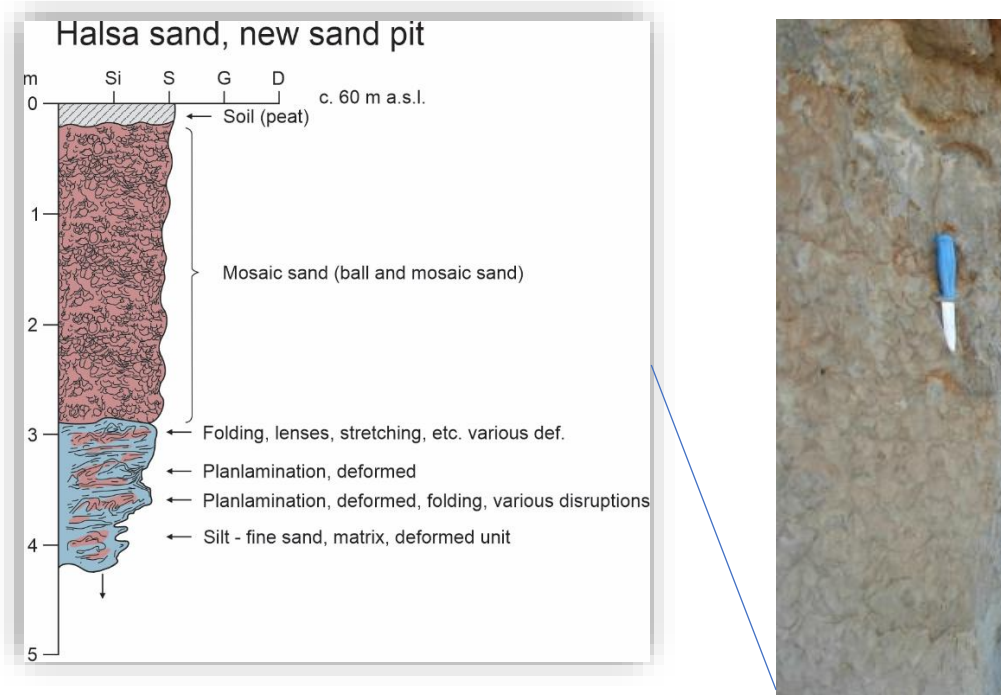 Halsa sand, new sand pit
m Si S G D
0 c. 60 m a.s.l.
Soil (peat)
1
Mosaic sand (ball and mosaic sand)
2
3 Folding, lenses, stretching, etc. various def.
Planlamination, deformed
Planlamination, deformed, folding, various disruptions
4 Silt - fine sand, matrix, deformed unit
5